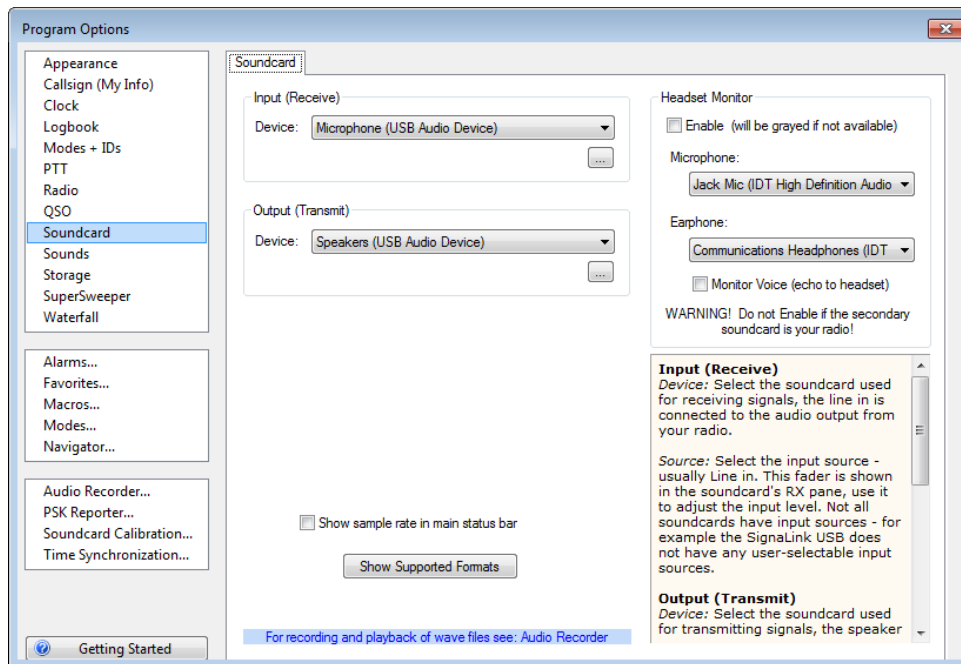 Program Options
Appearance
Callsign (My Info)
Clock
Logbook
Modes + IDs
PTT
Radio
QSO
Soundcard
Sounds
Storage
SuperSweeper
Waterfall
Alarms...
Favorites...
Macros...
Modes...
Navigator...
Audio Recorder...
PSK Reporter...
Soundcard Calibration...
Time Synchronization...
Getting Started
Soundcard
Input (Receive)
Device: Microphone (USB Audio Device)
...
Output (Transmit)
Device: Speakers (USB Audio Device)
...
Show sample rate in main status bar
Show Supported Formats
For recording and playback of wave files see: Audio Recorder
Headset Monitor
Enable (will be grayed if not available)
Microphone:
Jack Mic (IDT High Definition Audio
Earphone:
Communications Headphones (IDT
Monitor Voice (echo to headset)
WARNING! Do not Enable if the secondary
soundcard is your radio!
Input (Receive)
Device: Select the soundcard used
for receiving signals, the line in is
connected to the audio output from
your radio.
Source: Select the input source -
usually Line in. This fader is shown
in the soundcard's RX pane, use it
to adjust the input level. Not all
soundcards have input sources - for
example the SignaLink USB does
not have any user-selectable input
sources.
Output (Transmit)
Device: Select the soundcard used
for transmitting signals, the speaker